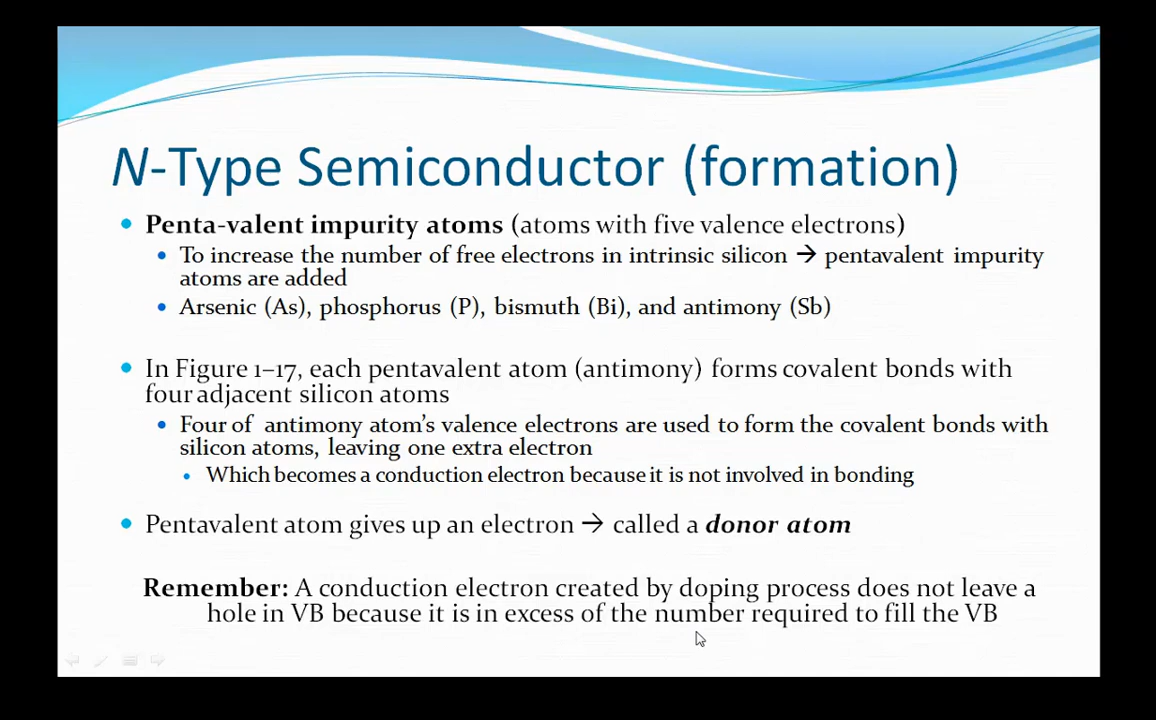 N-Type Semiconductor (formation)
Penta-valent impurity atoms (atoms with five valence electrons)
To increase the number of free electrons in intrinsic silicon → pentavalent impurity
atoms are added
Arsenic (As), phosphorus (P), bismuth (Bi), and antimony (Sb)
In Figure 1–17, each pentavalent atom (antimony) forms covalent bonds with
four adjacent silicon atoms
Four of antimony atom’s valence electrons are used to form the covalent bonds with
silicon atoms, leaving one extra electron
Which becomes a conduction electron because it is not involved in bonding
Pentavalent atom gives up an electron → called a donor atom
Remember: A conduction electron created by doping process does not leave a
hole in VB because it is in excess of the number required to fill the VB